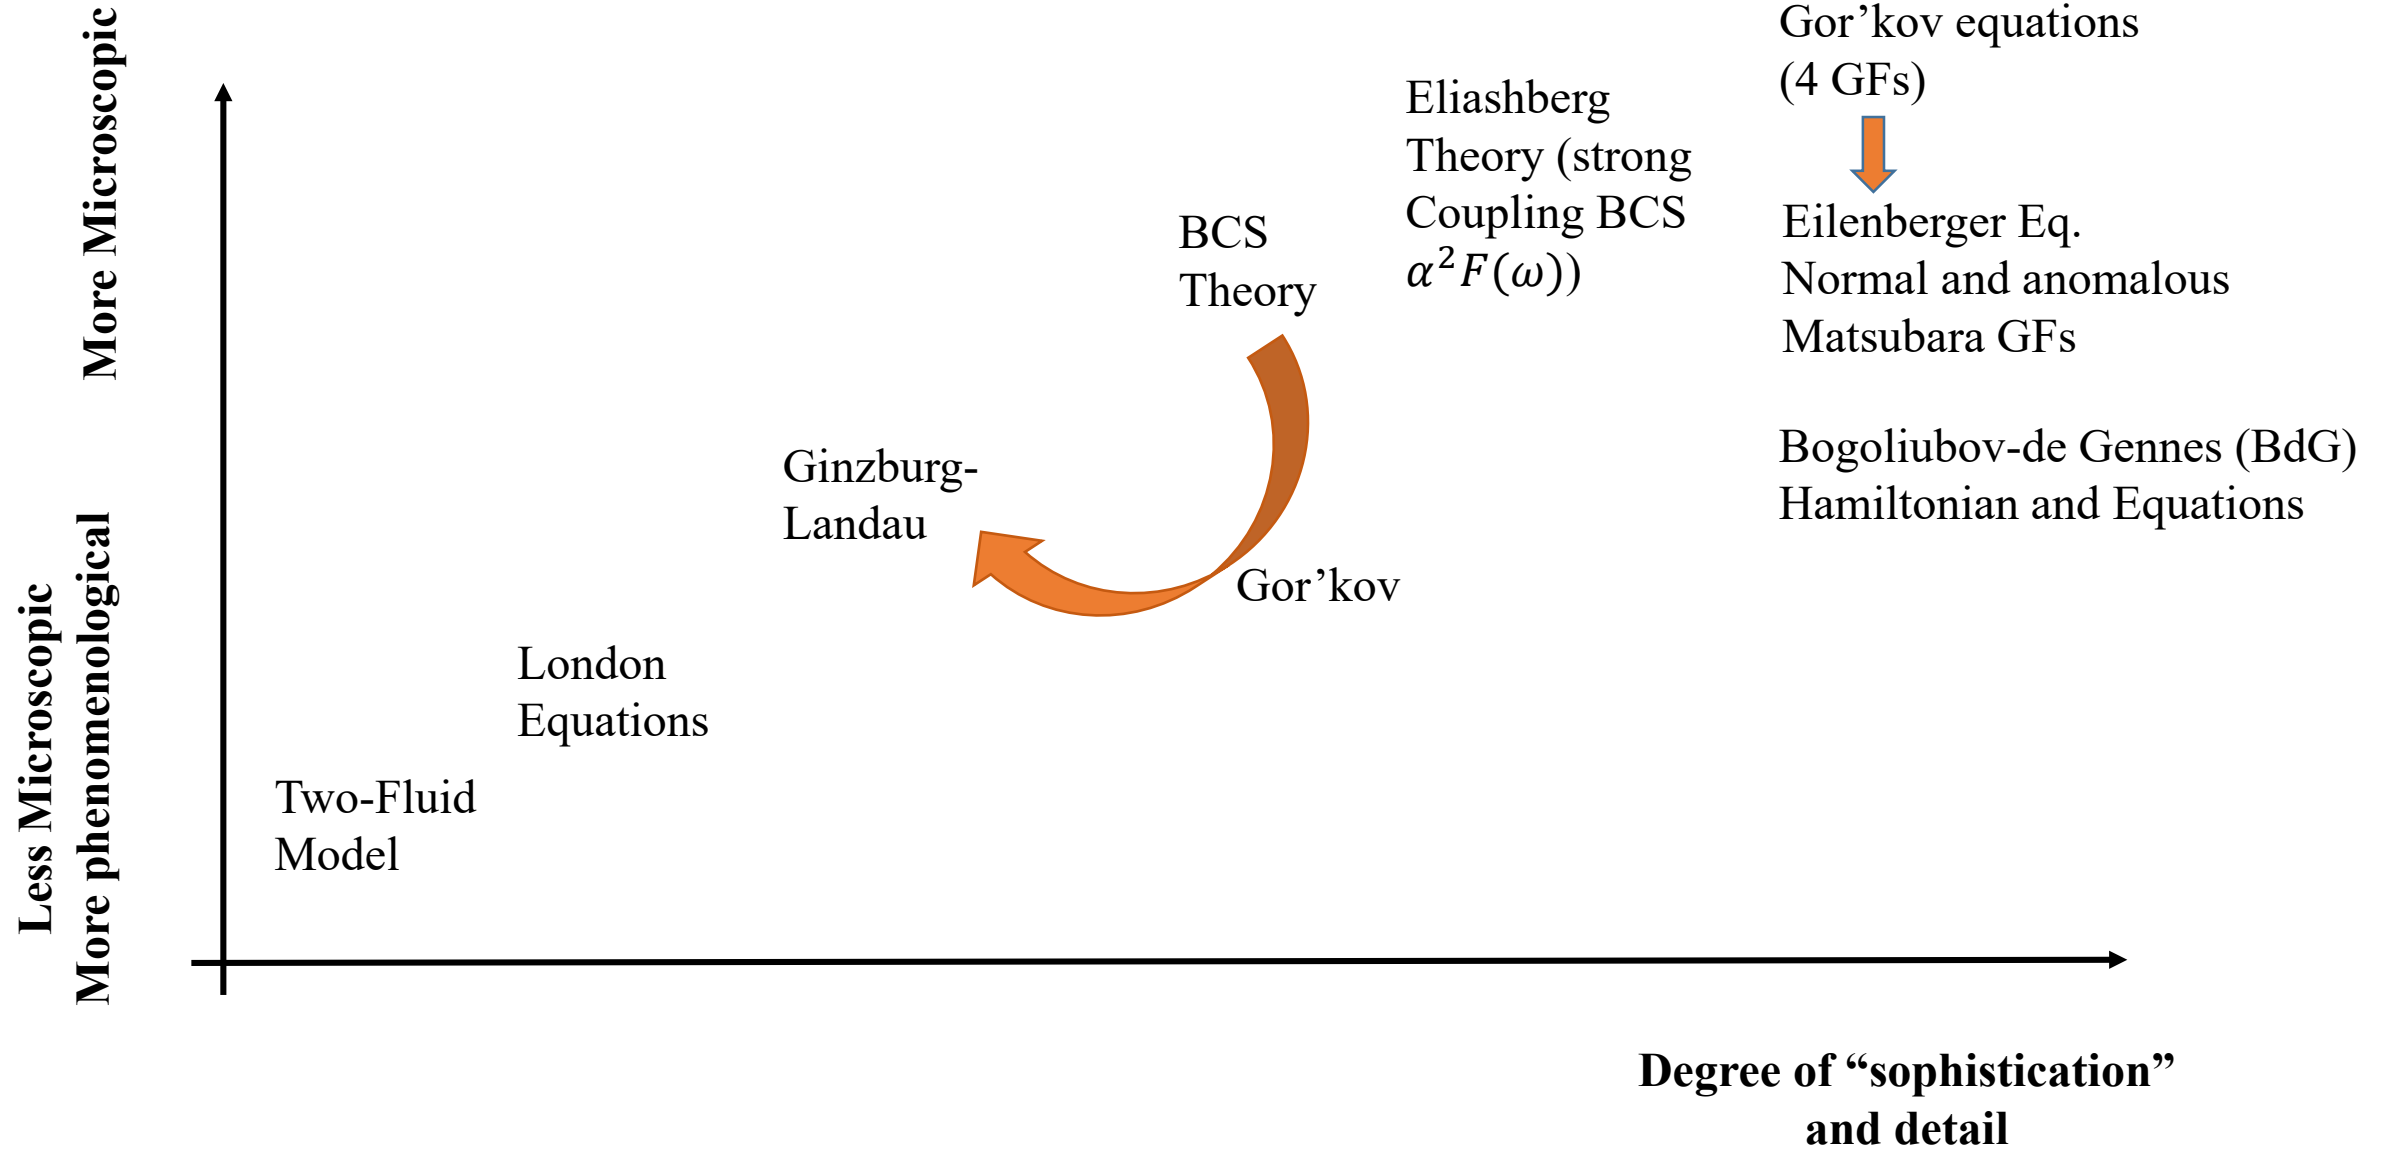 More Microscopic
Less Microscopic
More phenomenological
Two-Fluid
Model
London
Equations
Ginzburg-
Landau
BCS
Theory
Gor’kov
Eliashberg
Theory (strong
Coupling BCS
𝛼²𝐹(𝜔))
Gor’kov equations
(4 GFs)
Eilenberger Eq.
Normal and anomalous
Matsubara GFs
Bogoliubov-de Gennes (BdG)
Hamiltonian and Equations
Degree of “sophistication”
and detail